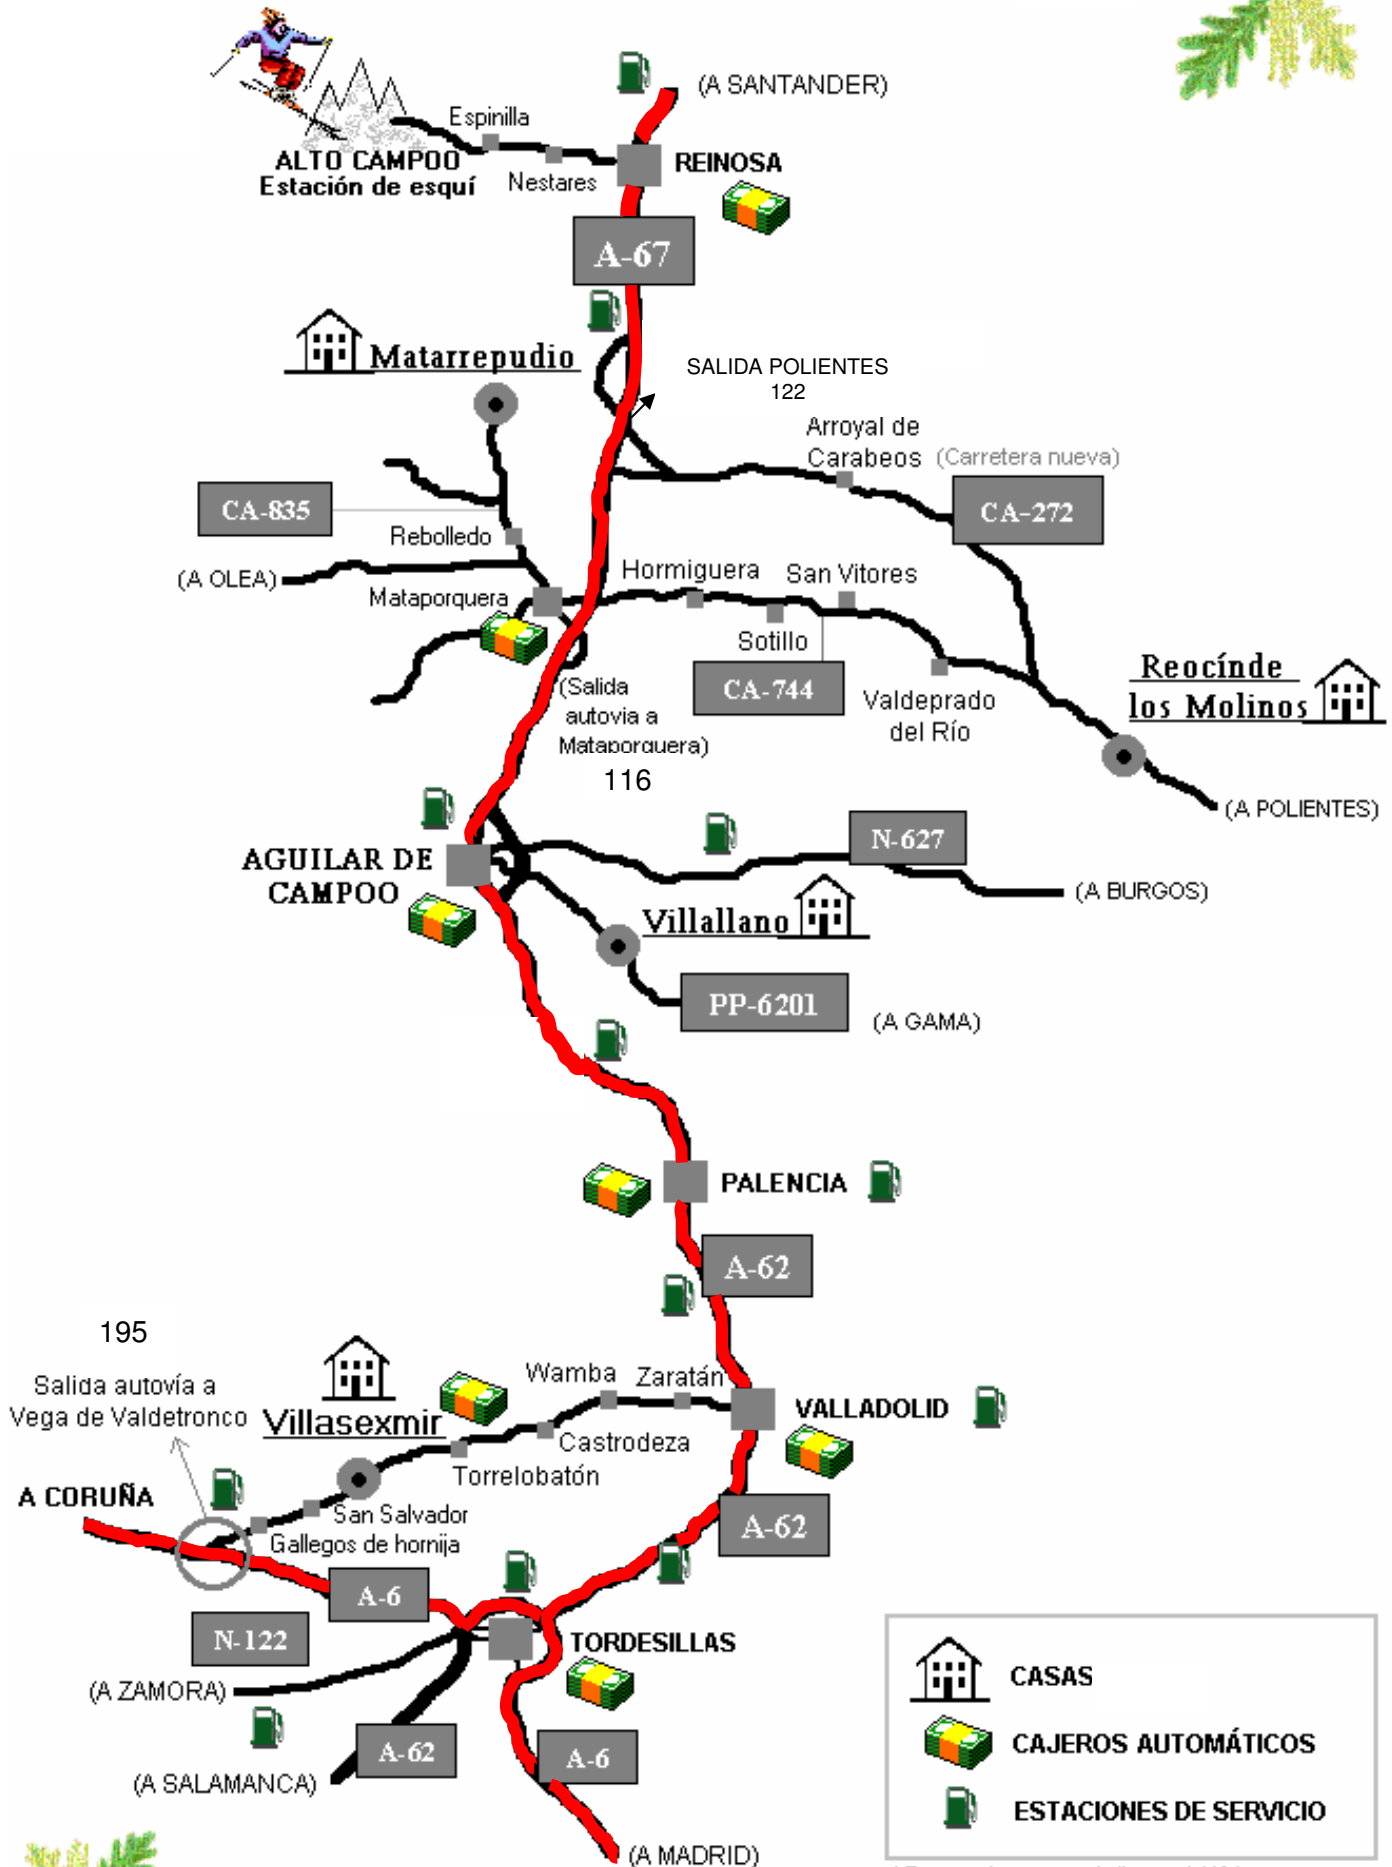 (A SANTANDER)
Espinilla
ALTO CAMPOO
Estación de esquí
Nestares
REINOSA
A-67
Matarrepudio
SALIDA POLIENTES
122
Arroyal de
Carabeos (Carretera nueva)
CA-835
CA-272
Rebolledo
(A OLEA)
Hormiguera
San Vitores
Mataporquera
Sotillo
Reocínde
los Molinos
CA-744
(Salida
autovia a
Mataporquera)
Valdeprado
del Río
116
(A POLIENTES)
N-627
AGUILAR DE
CAMPOO
(A BURGOS)
Villallano
PP-6201
(A GAMA)
PALENCIA
A-62
195
Salida autovía a
Vega de Valdetronco
Villasexmir
Wamba
Zaratán
VALLADOLID
Castrodeza
Torrelobatón
A CORUÑA
San Salvador
Gallegos de hornija
A-62
A-6
N-122
TORDESILLAS
(A ZAMORA)
A-62
A-6
(A SALAMANCA)
(A MADRID)
CASAS
CAJEROS AUTOMÁTICOS
ESTACIONES DE SERVICIO